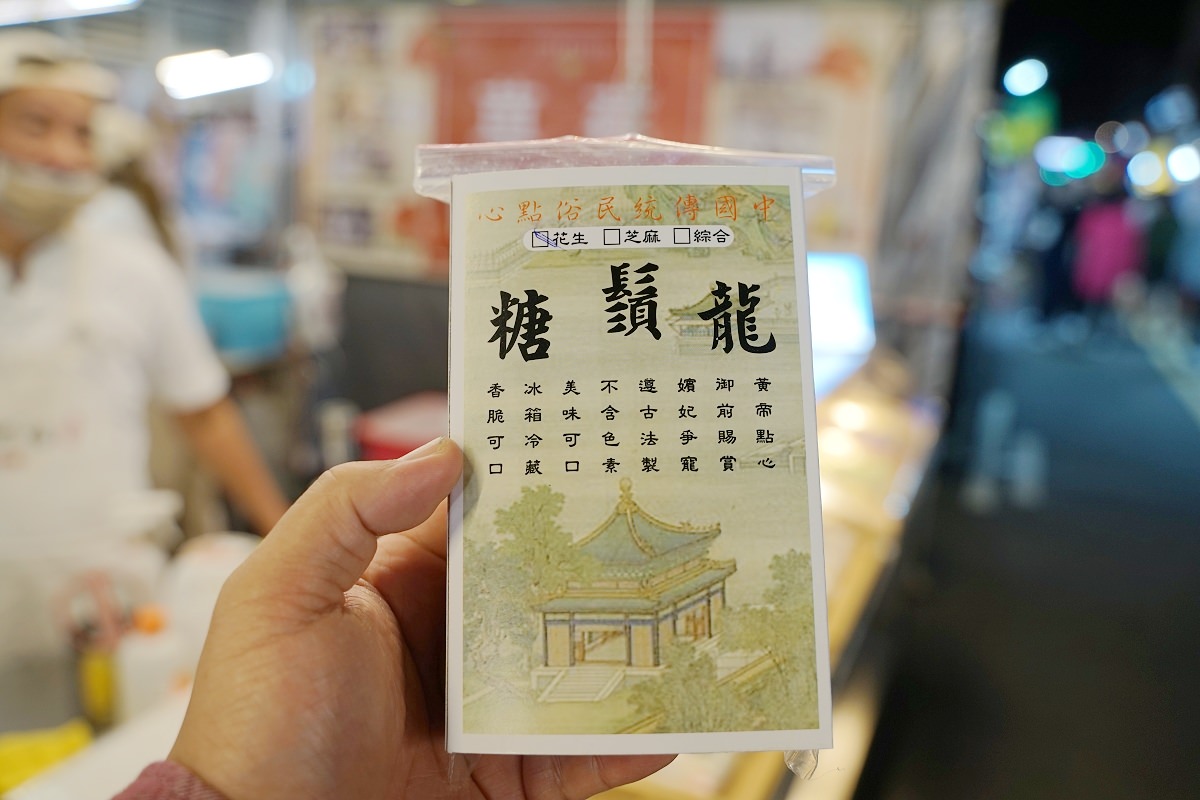 中國傳統民俗點心
花生 芝麻 綜合
龍鬚糖
黃帝點心
御前賜賞
嬪妃爭寵
遵古法製
不含色素
美味可口
冰箱冷藏
香脆可口